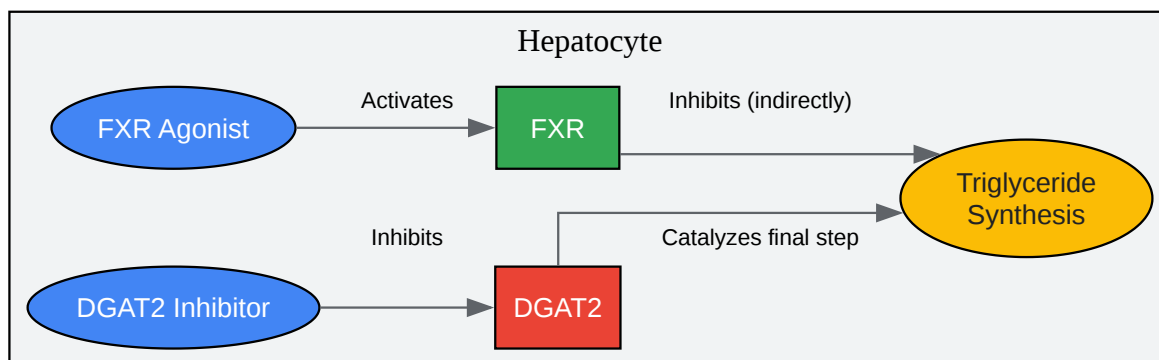 Hepatocyte
FXR Agonist
Activates
FXR
Inhibits (indirectly)
Triglyceride
Synthesis
Inhibits
Catalyzes final step
DGAT2 Inhibitor
DGAT2